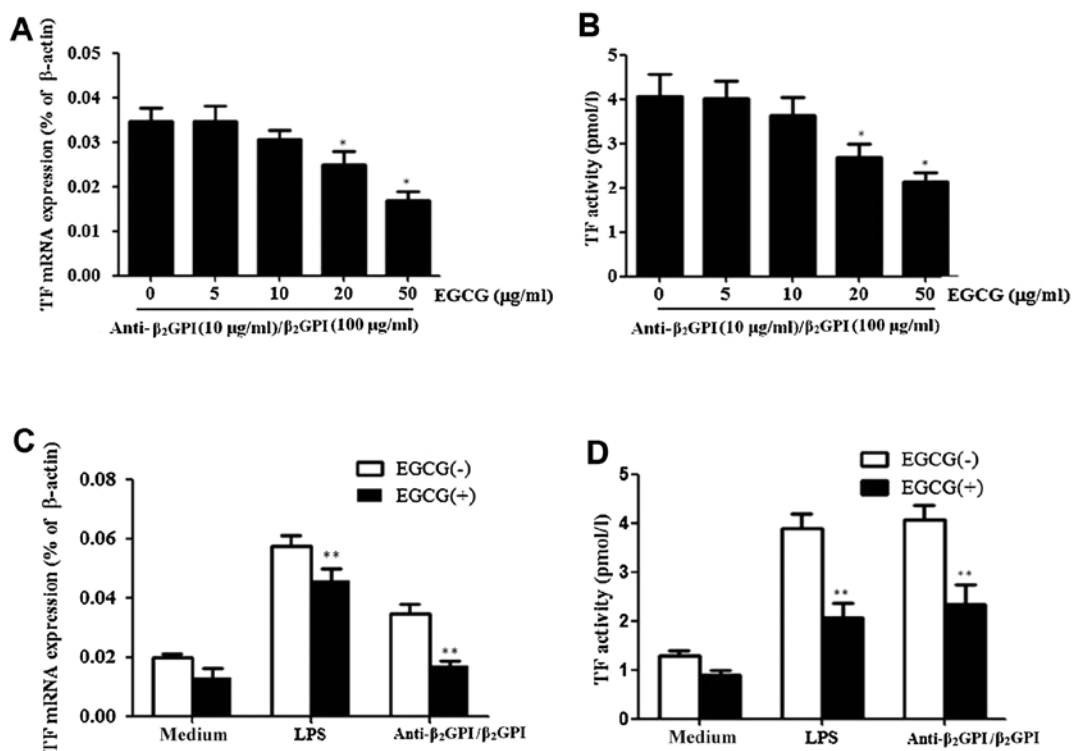 A
TF mRNA expression (% of β-actin)
0.05
0.04
0.03
0.02
0.01
0.00
*
*
0 5 10 20 50 EGCG (μg/ml)
Anti-β₂GPI (10 μg/ml)/β₂GPI (100 μg/ml)
B
TF activity (pmol/l)
5
4
3
2
1
0
*
*
0 5 10 20 50 EGCG (μg/ml)
Anti-β₂GPI (10 μg/ml)/β₂GPI (100 μg/ml)
C
TF mRNA expression (% of β-actin)
EGCG(-)
EGCG(+)
0.08
0.06
0.04
0.02
0.00
**
**
Medium LPS Anti-β₂GPI/β₂GPI
D
TF activity (pmol/l)
EGCG(-)
EGCG(+)
5
4
3
2
1
0
**
**
Medium LPS Anti-β₂GPI/β₂GPI